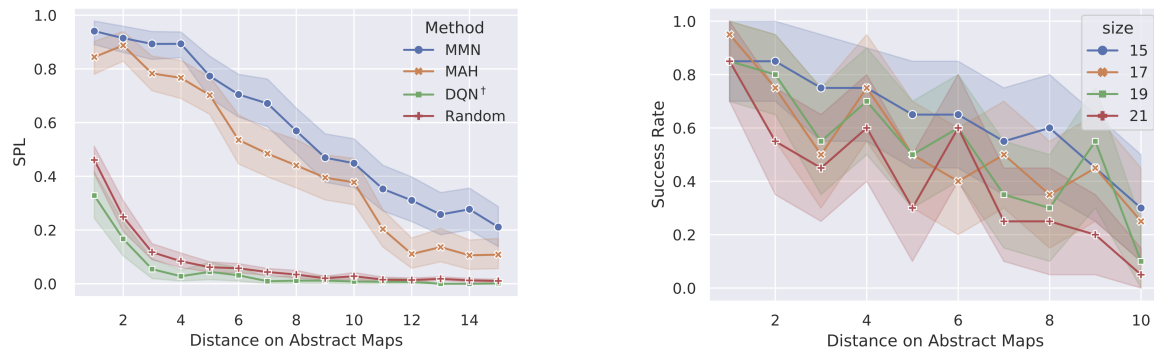 1.0
0.8
0.6
0.4
0.2
0.0
SPL
2 4 6 8 10 12 14
Distance on Abstract Maps
Method
MMN
MAH
DQN†
Random
1.0
0.8
0.6
0.4
0.2
0.0
Success Rate
2 4 6 8 10
Distance on Abstract Maps
size
15
17
19
21